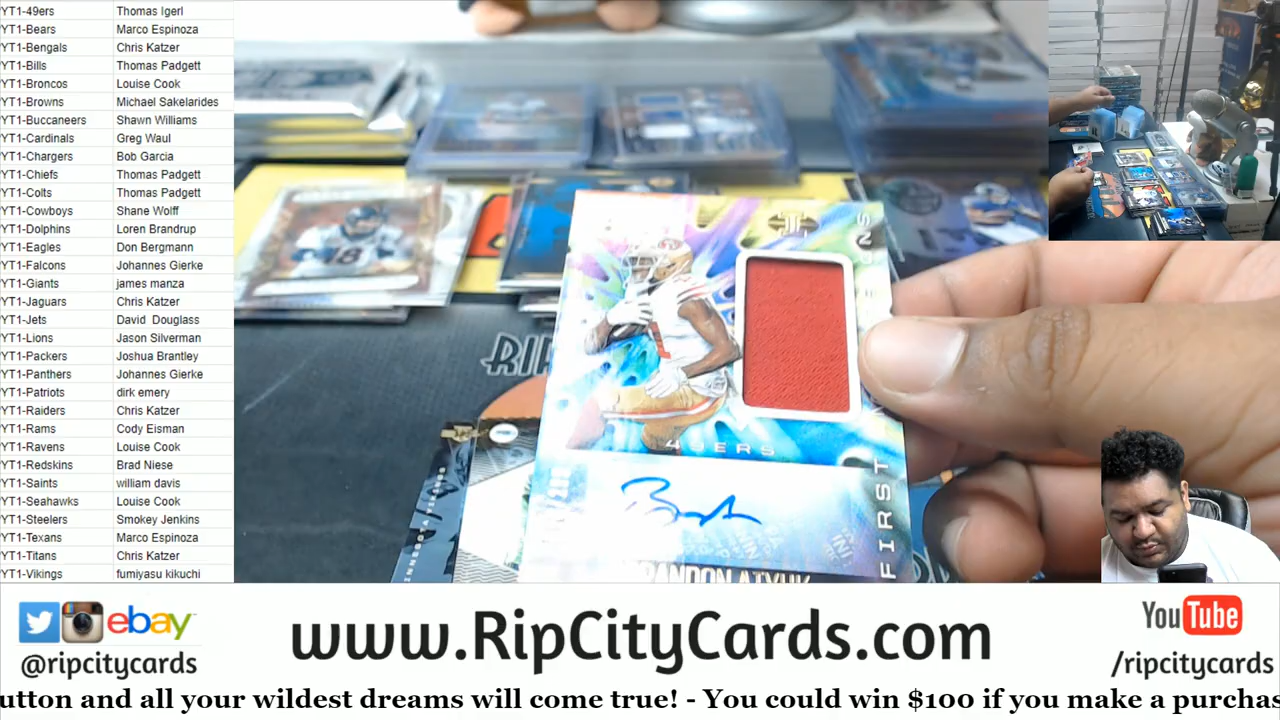 YT1-49ers Thomas Igerl
YT1-Bears Marco Espinoza
YT1-Bengals Chris Katzer
YT1-Bills Thomas Padgett
YT1-Broncos Louise Cook
YT1-Browns Michael Sakelarides
YT1-Buccaneers Shawn Williams
YT1-Cardinals Greg Waul
YT1-Chargers Bob Garcia
YT1-Chiefs Thomas Padgett
YT1-Colts Thomas Padgett
YT1-Cowboys Shane Wolff
YT1-Dolphins Loren Brandrup
YT1-Eagles Don Bergmann
YT1-Falcons Johannes Gierke
YT1-Giants james manza
YT1-Jaguars Chris Katzer
YT1-Jets David Douglass
YT1-Lions Jason Silverman
YT1-Packers Joshua Brantley
YT1-Panthers Johannes Gierke
YT1-Patriots dirk emery
YT1-Raiders Chris Katzer
YT1-Rams Cody Eisman
YT1-Ravens Louise Cook
YT1-Redskins Brad Niese
YT1-Saints william davis
YT1-Seahawks Louise Cook
YT1-Steelers Smokey Jenkins
YT1-Texans Marco Espinoza
YT1-Titans Chris Katzer
YT1-Vikings fumiyasu kikuchi
18
RIP
49ERS
FIRST
BRANDON AIYUK
ebay
@ripcitycards
www.RipCityCards.com
YouTube
/ripcitycards
utton and all your wildest dreams will come true! - You could win $100 if you make a purchas